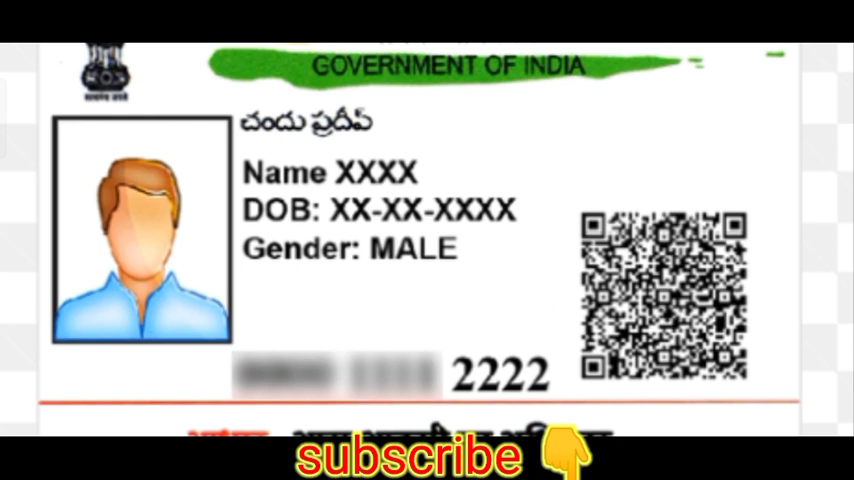 GOVERNMENT OF INDIA
చందు ప్రదీప్
Name XXXX
DOB: XX-XX-XXXX
Gender: MALE
2222
subscribe